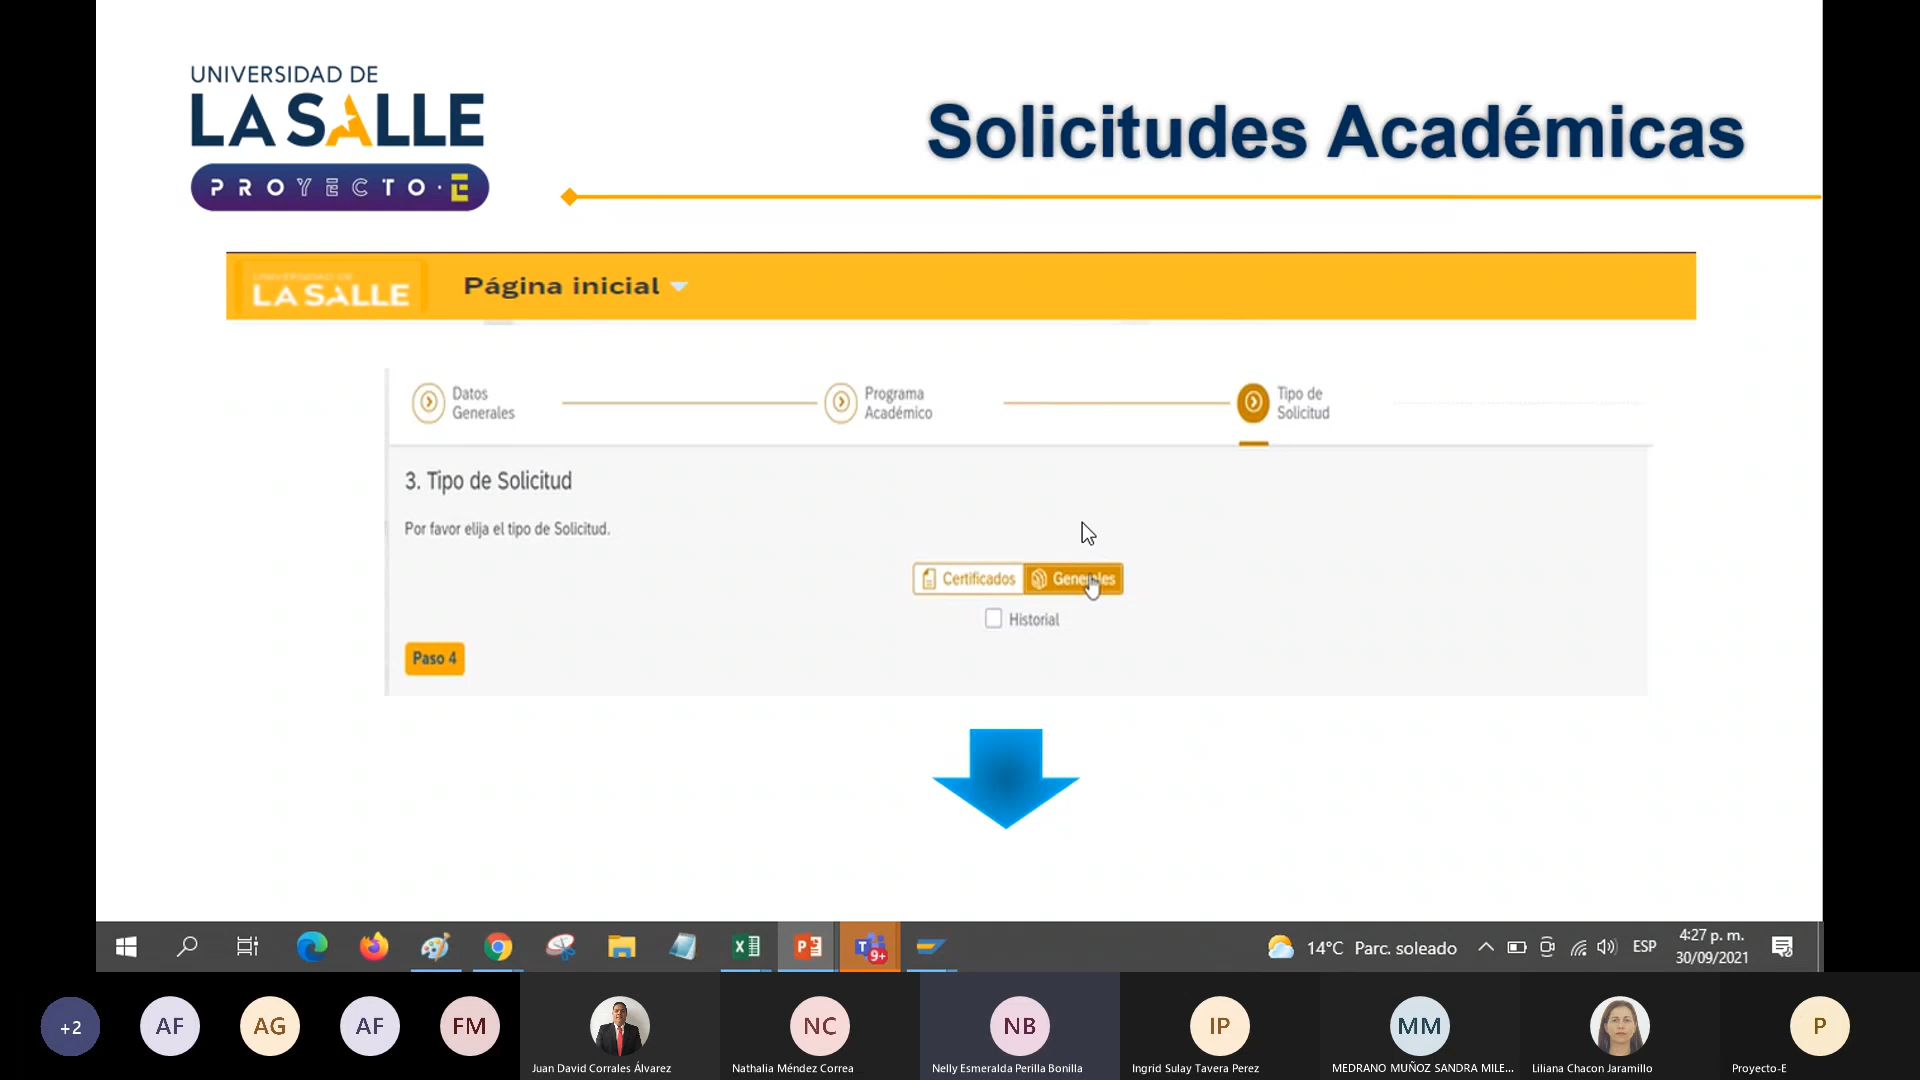 UNIVERSIDAD DE
LA SALLE
PROYECTO·E
Solicitudes Académicas
UNIVERSIDAD DE
LA SALLE
Página inicial
Datos
Generales
Programa
Académico
Tipo de
Solicitud
3. Tipo de Solicitud
Por favor elija el tipo de Solicitud.
Certificados
Generales
Historial
Paso 4
9+
14°C Parc. soleado
ESP
4:27 p. m.
30/09/2021
+2
AF
AG
AF
FM
NC
NB
IP
MM
P
Juan David Corrales Álvarez
Nathalia Méndez Correa
Nelly Esmeralda Perilla Bonilla
Ingrid Sulay Tavera Perez
MEDRANO MUÑOZ SANDRA MILE...
Liliana Chacon Jaramillo
Proyecto-E